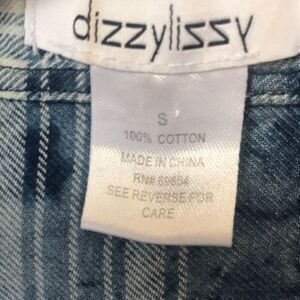 dizzylissy
S
100% COTTON
MADE IN CHINA
RN# 69654
SEE REVERSE FOR
CARE